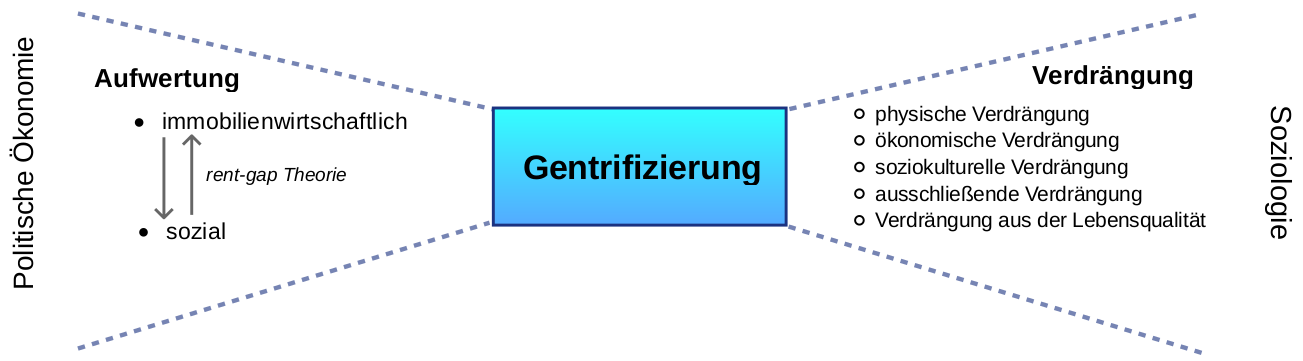 Politische Ökonomie
Aufwertung
immobilienwirtschaftlich
rent-gap Theorie
sozial
Gentrifizierung
Verdrängung
physische Verdrängung
ökonomische Verdrängung
soziokulturelle Verdrängung
ausschließende Verdrängung
Verdrängung aus der Lebensqualität
Soziologie